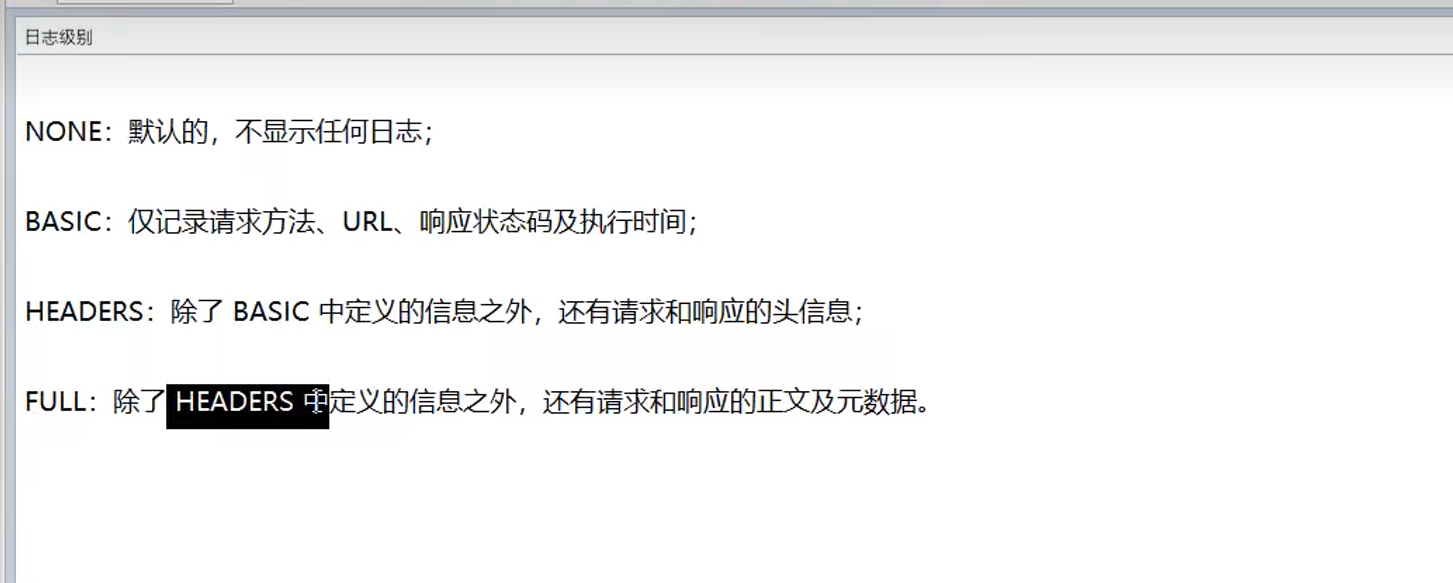 日志级别
NONE：默认的，不显示任何日志；
BASIC：仅记录请求方法、URL、响应状态码及执行时间；
HEADERS：除了 BASIC 中定义的信息之外，还有请求和响应的头信息；
FULL：除了 HEADERS 中定义的信息之外，还有请求和响应的正文及元数据。